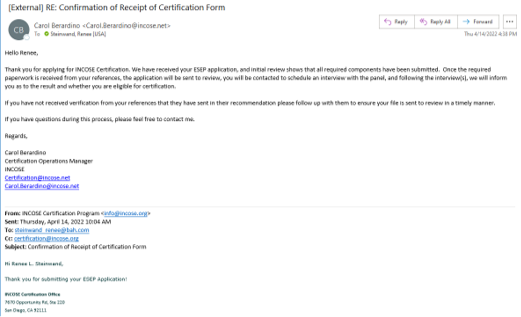 [External] RE: Confirmation of Receipt of Certification Form
CB
Carol Berardino <Carol.Berardino@incose.net>
To Steinwand, Renee [USA]
Reply
Reply All
Forward
Thu 4/14/2022 4:33 PM
Hello Renee,
Thank you for applying for INCOSE Certification. We have received your ESEP application, and initial review shows that all required components have been submitted. Once the required
paperwork is received from your references, the application will be sent to review, you will be contacted to schedule an interview with the panel, and following the interview(s), we will inform
you as to the result and whether you are eligible for certification.
If you have not received verification from your references that they have sent in their recommendation please follow up with them to ensure your file is sent to review in a timely manner.
If you have questions during this process, please feel free to contact me.
Regards,
Carol Berardino
Certification Operations Manager
INCOSE
Certification@incose.net
Carol.Berardino@incose.net
From: INCOSE Certification Program <info@incose.org>
Sent: Thursday, April 14, 2022 10:04 AM
To: steinwand_renee@bah.com
Cc: certification@incose.org
Subject: Confirmation of Receipt of Certification Form
Hi Renee L. Steinwand,
Thank you for submitting your ESEP Application!
INCOSE Certification Office
7670 Opportunity Rd, Ste 220
San Diego, CA 92111